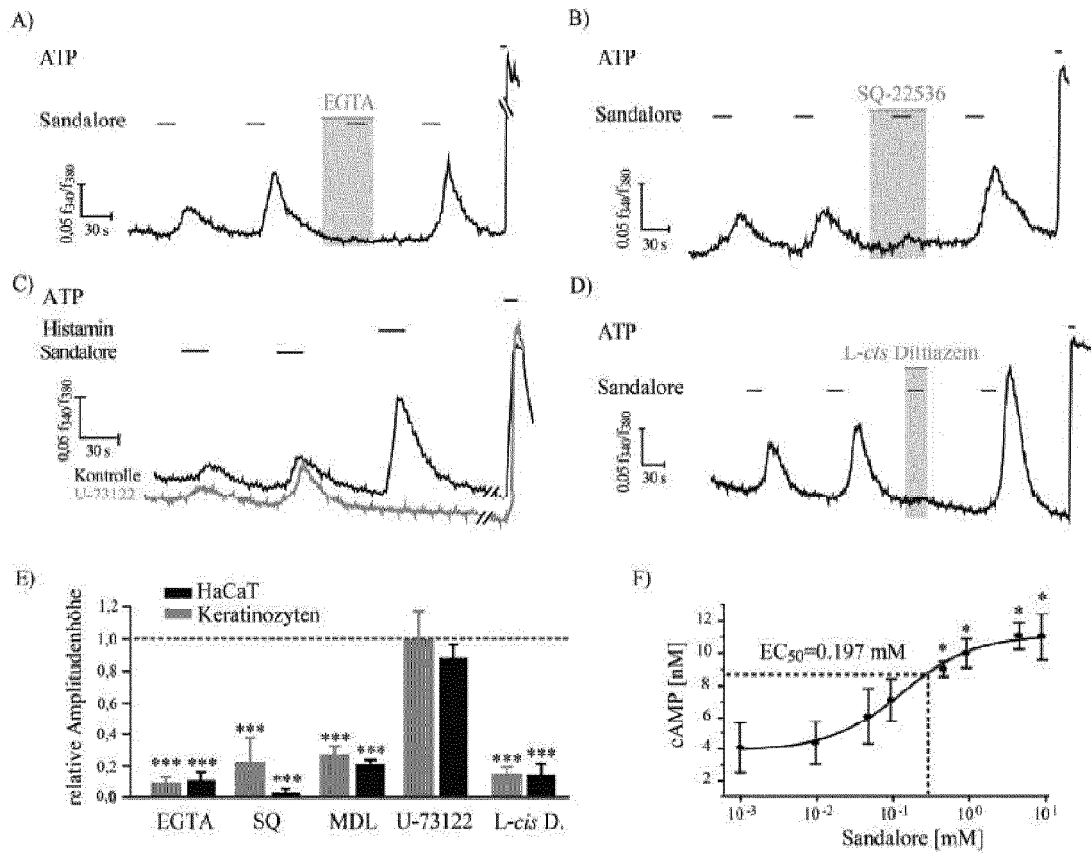 A)
ATP
EGTA
Sandalore
0,05 f340/f380
30 s
B)
ATP
SQ-22536
Sandalore
0,05 f340/f380
30 s
C)
ATP
Histamin
Sandalore
0,05 f340/f380
30 s
Kontrolle
U-73122
D)
ATP
L-cis Diltiazem
Sandalore
0,05 f340/f380
30 s
E)
HaCaT
Keratinozyten
relative Amplitudenhöhe
1,2
1,0
0,8
0,6
0,4
0,2
0,0
*** *** *** *** *** *** *** ***
EGTA SQ MDL U-73122 L-cis D.
F)
cAMP [nM]
12
10
8
6
4
2
EC50=0.197 mM
* * * *
10-3 10-2 10-1 100 101
Sandalore [mM]